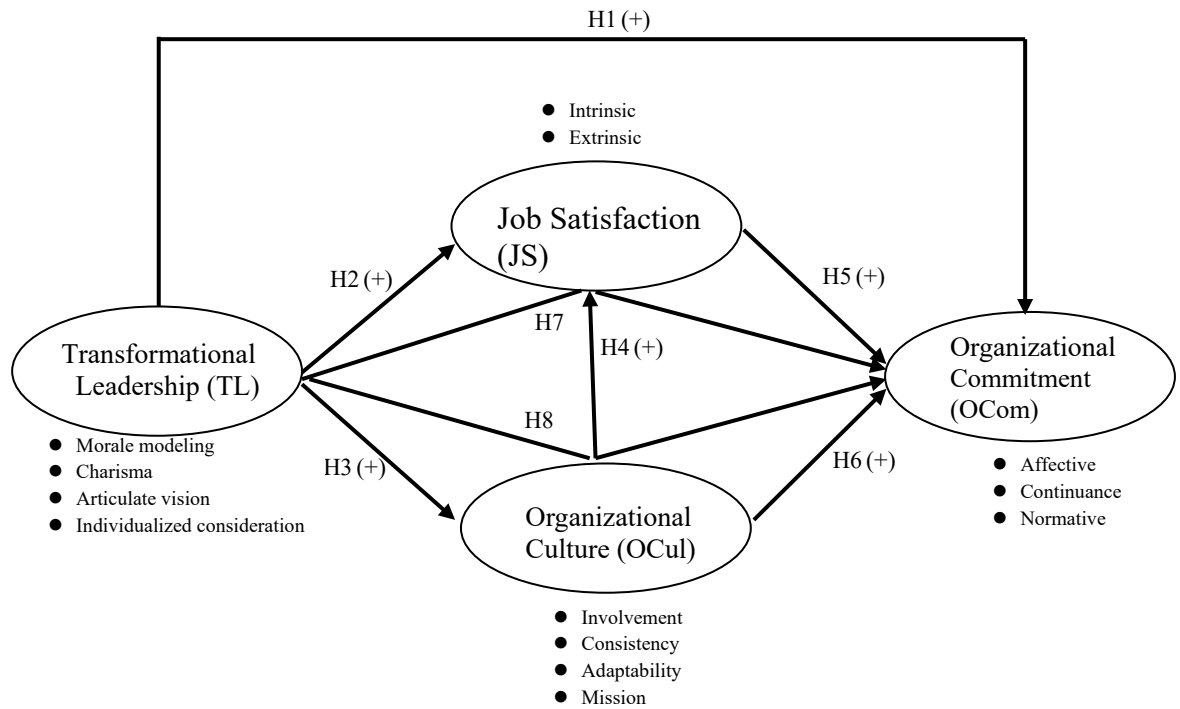 H1 (+)
Intrinsic
Extrinsic
Job Satisfaction
(JS)
H2 (+)
H5 (+)
H7
H4 (+)
Transformational
Leadership (TL)
Organizational
Commitment
(OCom)
H8
Morale modeling
Charisma
Articulate vision
Individualized consideration
H3 (+)
H6 (+)
Affective
Continuance
Normative
Organizational
Culture (OCul)
Involvement
Consistency
Adaptability
Mission